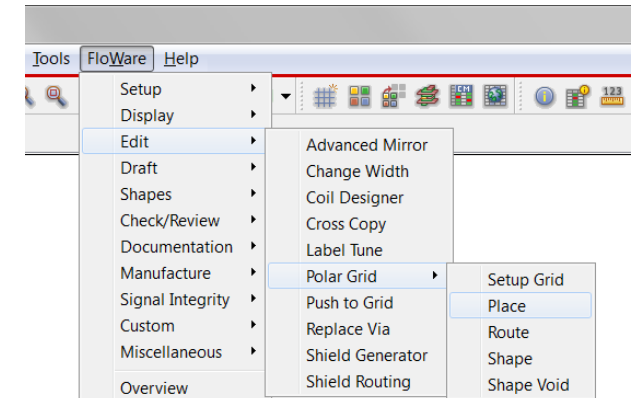 Tools FloWare Help
123
Setup
Display
Edit
Draft
Shapes
Check/Review
Documentation
Manufacture
Signal Integrity
Custom
Miscellaneous
Overview
Advanced Mirror
Change Width
Coil Designer
Cross Copy
Label Tune
Polar Grid
Push to Grid
Replace Via
Shield Generator
Shield Routing
Setup Grid
Place
Route
Shape
Shape Void